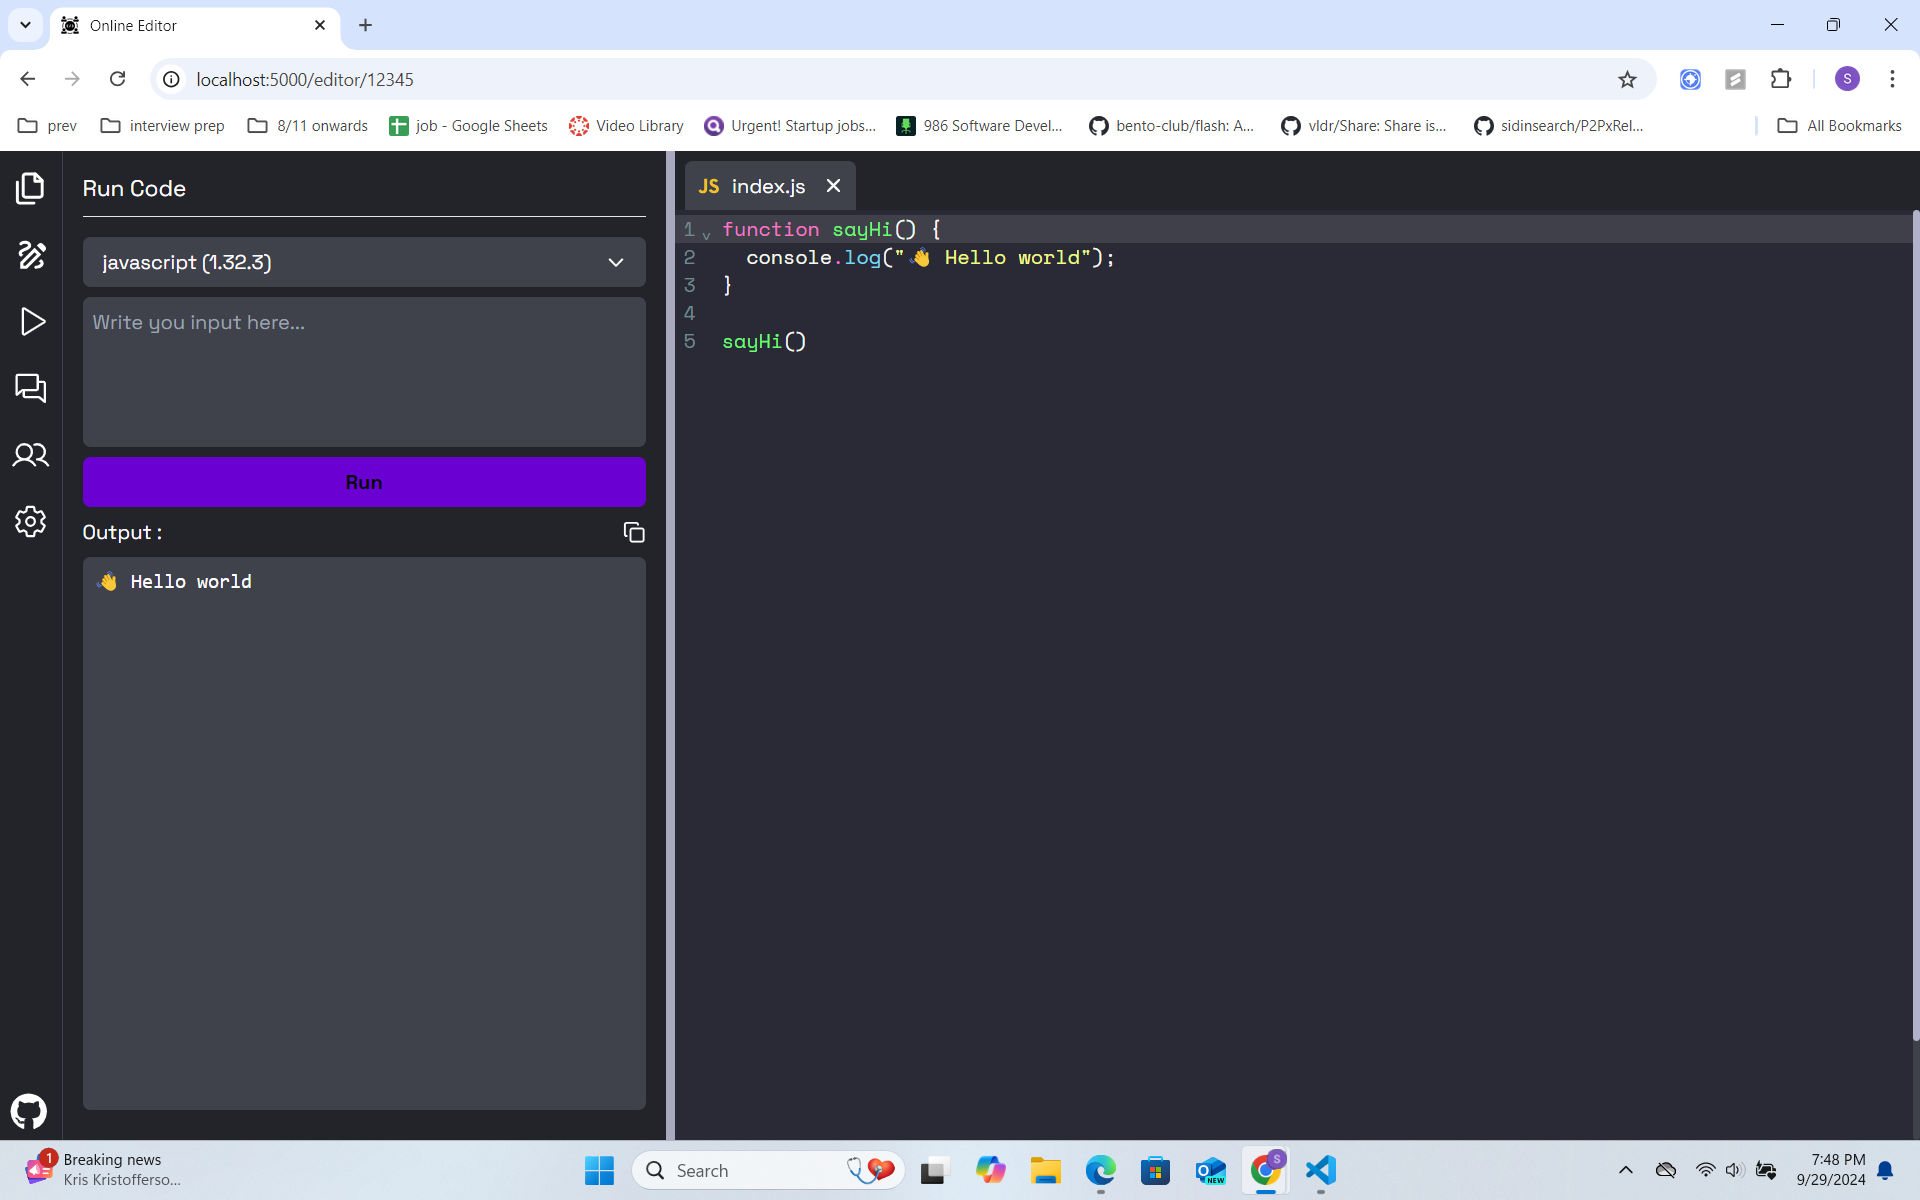 Online Editor
localhost:5000/editor/12345
S
prev
interview prep
8/11 onwards
job - Google Sheets
Video Library
Urgent! Startup jobs...
986 Software Devel...
bento-club/flash: A...
vldr/Share: Share is...
sidinsearch/P2PxRel...
All Bookmarks
Run Code
javascript (1.32.3)
Write you input here...
Run
Output:
👋 Hello world
JS index.js
1 function sayHi() {
2 console.log("👋 Hello world");
3 }
4
5 sayHi()
1
Breaking news
Kris Kristofferso...
Search
NEW
S
7:48 PM
9/29/2024